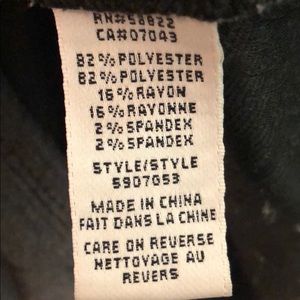 RN#58822
CA#07043
82%POLYESTER
82%POLYESTER
16%RAYON
16%RAYONNE
2%SPANDEX
2%SPANDEX
STYLE/STYLE
5907053
MADE IN CHINA
FAIT DANS LA CHINE
CARE ON REVERSE
NETTOYAGE AU
REVERS